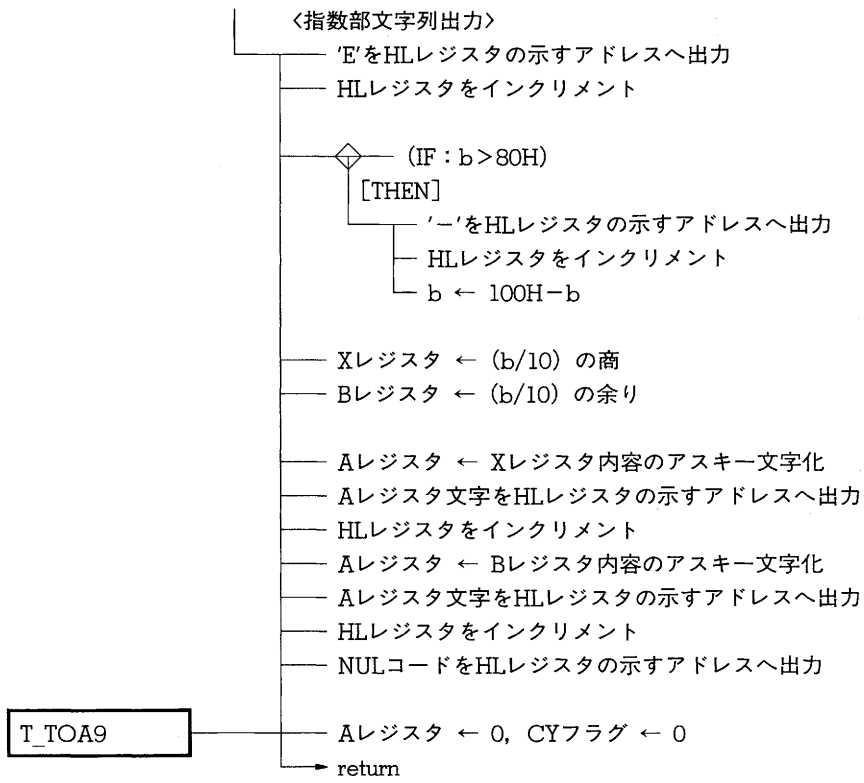 〈指数部文字列出力〉
'E'をHLレジスタの示すアドレスへ出力
HLレジスタをインクリメント
(IF：b＞80H)
[THEN]
'－'をHLレジスタの示すアドレスへ出力
HLレジスタをインクリメント
b ← 100H－b
Xレジスタ ← (b/10) の商
Bレジスタ ← (b/10) の余り
Aレジスタ ← Xレジスタ内容のアスキー文字化
Aレジスタ文字をHLレジスタの示すアドレスへ出力
HLレジスタをインクリメント
Aレジスタ ← Bレジスタ内容のアスキー文字化
Aレジスタ文字をHLレジスタの示すアドレスへ出力
HLレジスタをインクリメント
NULコードをHLレジスタの示すアドレスへ出力
T_TOA9 Aレジスタ ← 0, CYフラグ ← 0
return